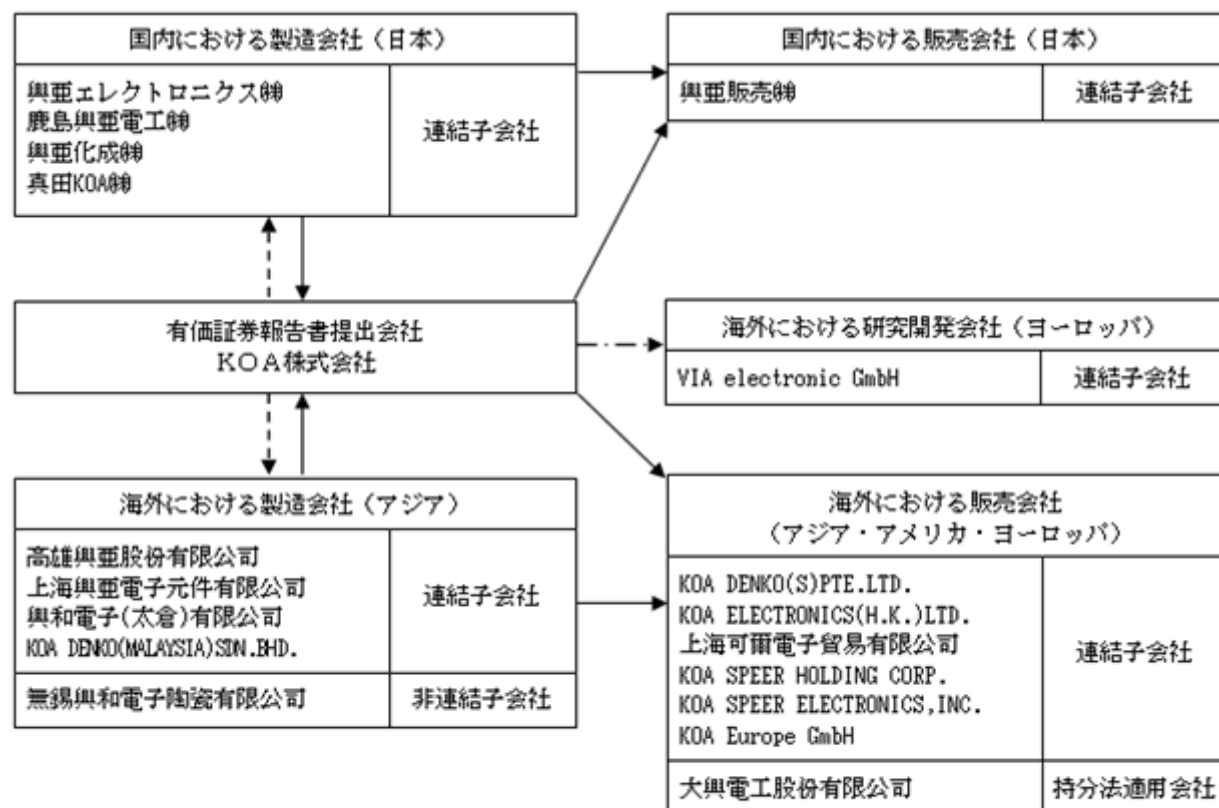 国内における製造会社（日本）
興亜エレクトロニクス㈱
鹿島興亜電工㈱
興亜化成㈱
真田KOA㈱
連結子会社
国内における販売会社（日本）
興亜販売㈱
連結子会社
有価証券報告書提出会社
ＫＯＡ株式会社
海外における研究開発会社（ヨーロッパ）
VIA electronic GmbH
連結子会社
海外における製造会社（アジア）
高雄興亜股份有限公司
上海興亜電子元件有限公司
興和電子(太倉)有限公司
KOA DENKO(MALAYSIA)SDN.BHD.
連結子会社
無錫興和電子陶瓷有限公司
非連結子会社
海外における販売会社
（アジア・アメリカ・ヨーロッパ）
KOA DENKO(S)PTE.LTD.
KOA ELECTRONICS(H.K.)LTD.
上海可爾電子貿易有限公司
KOA SPEER HOLDING CORP.
KOA SPEER ELECTRONICS,INC.
KOA Europe GmbH
連結子会社
大興電工股份有限公司
持分法適用会社